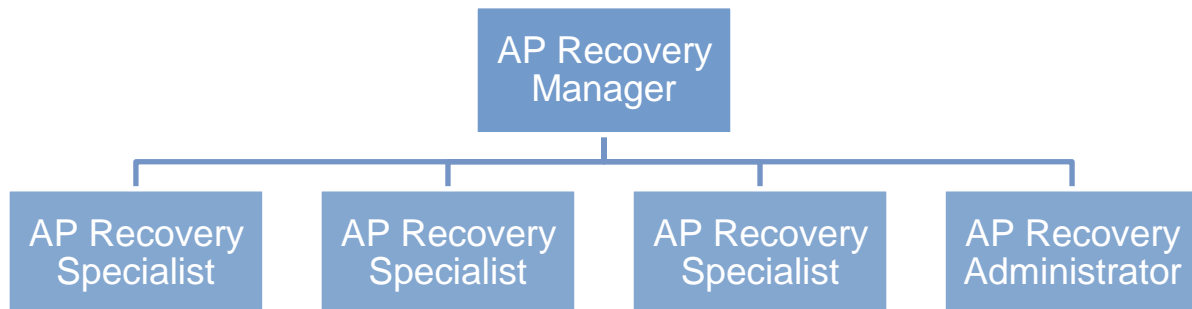 AP Recovery
Manager
AP Recovery
Specialist
AP Recovery
Specialist
AP Recovery
Specialist
AP Recovery
Administrator